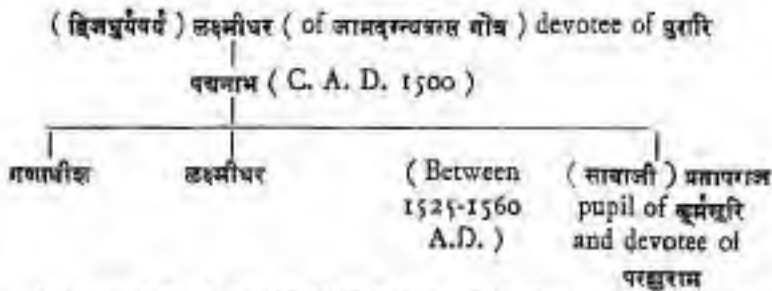 ( द्विजधुर्यवर्य ) लक्ष्मीधर ( of जामदग्न्यवत्स गोत्र ) devotee of पुरारि
पद्मनाभ ( C. A. D. 1500 )
गणाधीश लक्ष्मीधर ( Between ( साबाजी ) प्रतापराज
1525-1560 pupil of कूर्मसूरि
A.D. ) and devotee of
परशुराम